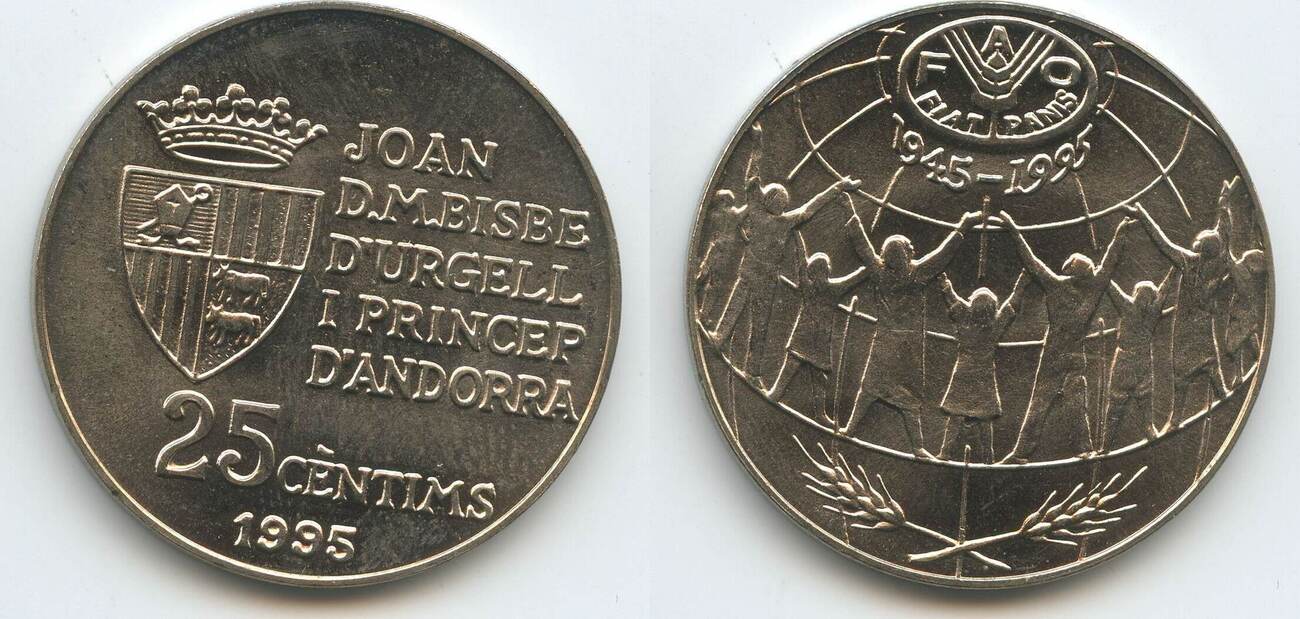 JOAN
D.M.BISBE
D'URGELL
I PRINCEP
D'ANDORRA
25 CÈNTIMS
1995
FAO
FIAT PANIS
1945-1995